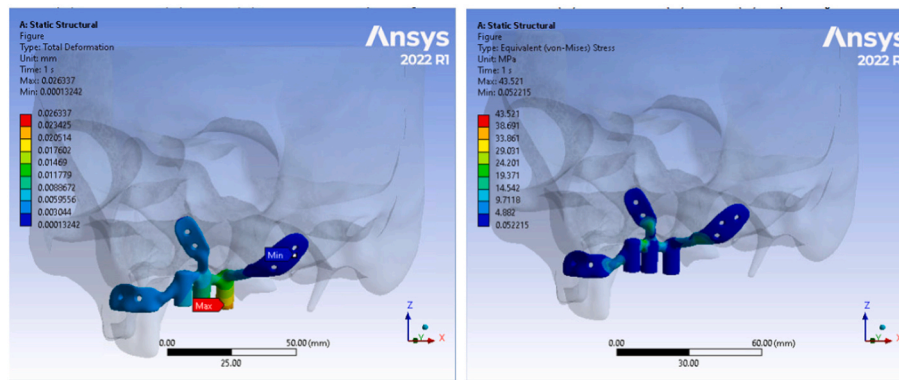 A: Static Structural
Figure
Type: Total Deformation
Unit: mm
Time: 1 s
Max: 0.026337
Min: 0.00013242
0.026337
0.023425
0.020514
0.017602
0.01469
0.011779
0.0088672
0.0059556
0.003044
0.00013242
Ansys
2022 R1
Min
Max
0.00
50.00 (mm)
25.00
Z
Y
X
A: Static Structural
Figure
Type: Equivalent (von-Mises) Stress
Unit: MPa
Time: 1 s
Max: 43.521
Min: 0.052215
43.521
38.691
33.861
29.031
24.201
19.371
14.542
9.7118
4.882
0.052215
Ansys
2022 R
0.00
60.00 (mm)
30.00
Z
Y
X